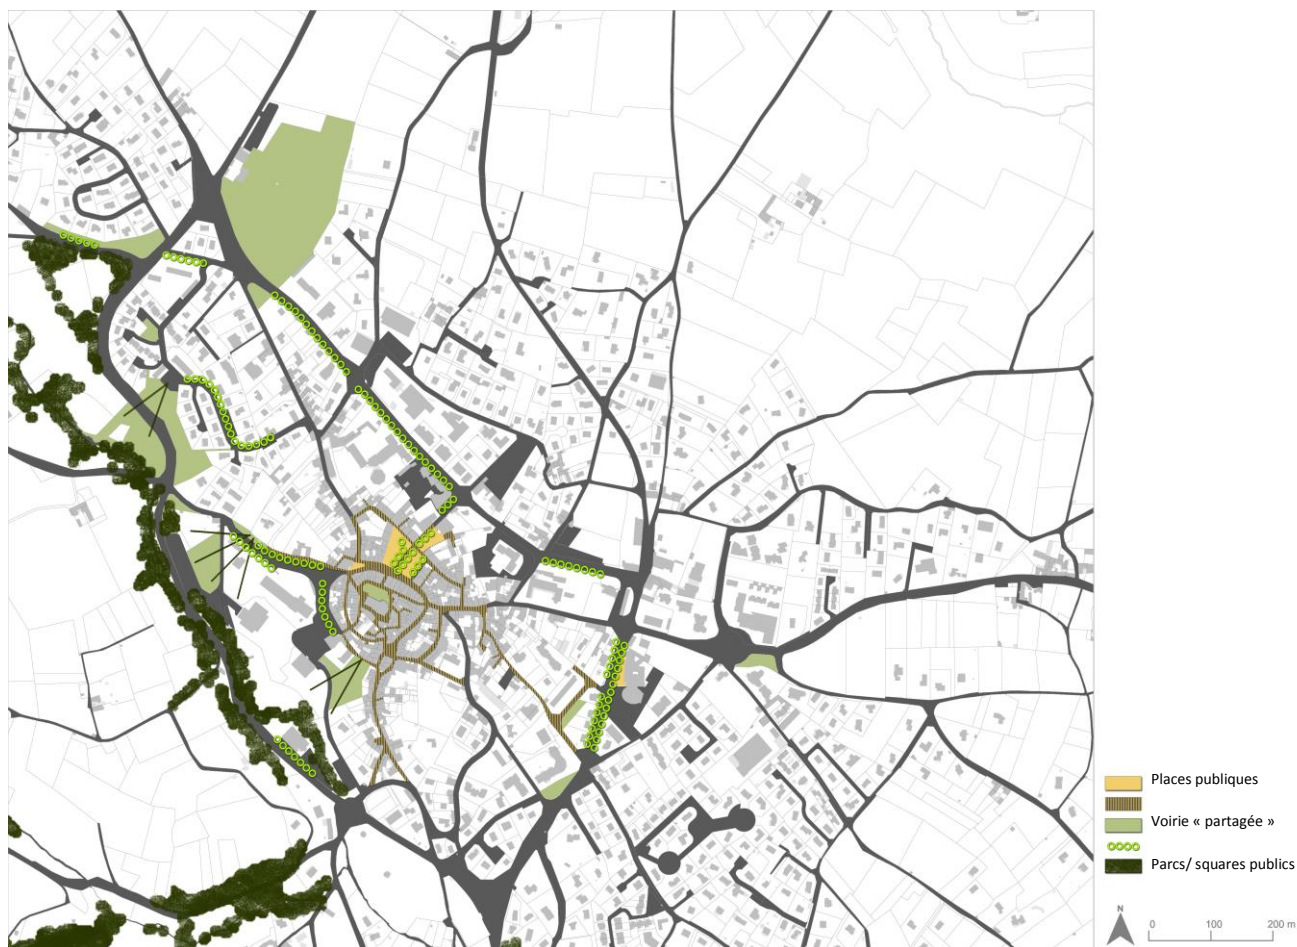 Places publiques
Voirie « partagée »
Parcs/ squares publics
N
0 100 200 m